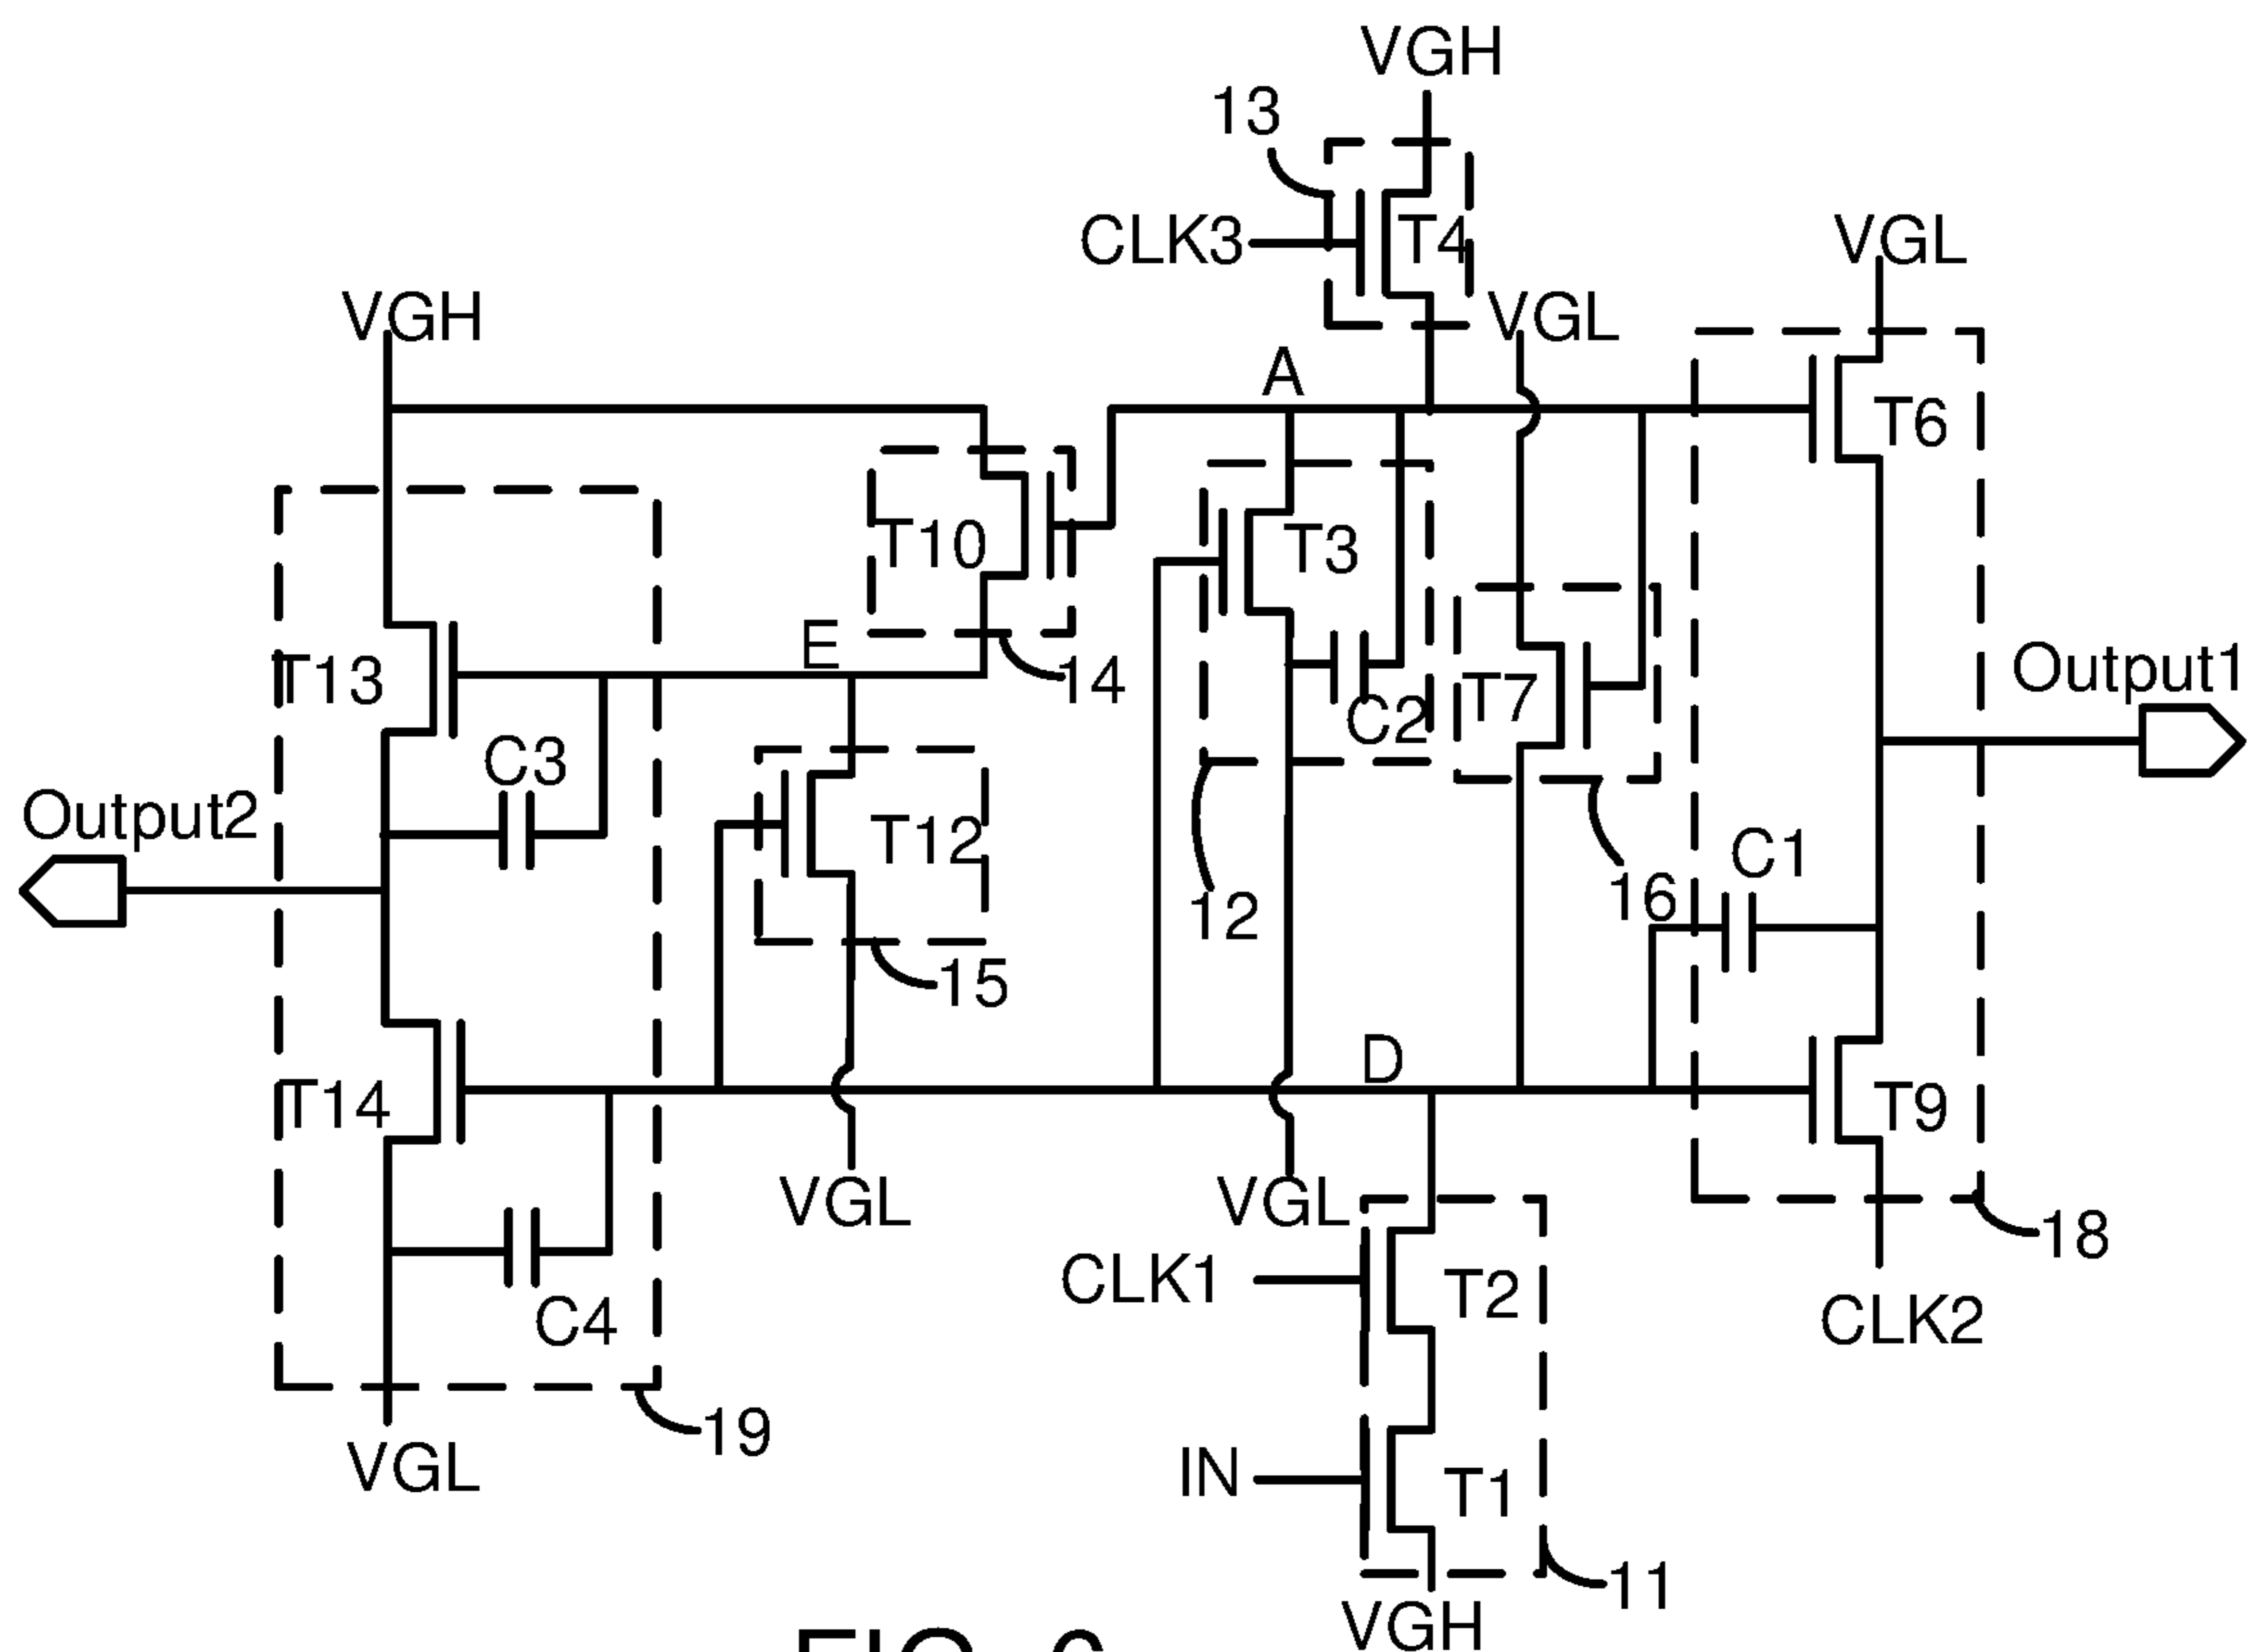 VGH
13
CLK3
T4
VGL
VGH
VGL
A
T6
T10
T3
E
14
T13
T7
Output1
C2
C3
Output2
T12
C1
12
16
15
D
T14
T9
VGL
VGL
18
CLK1
T2
C4
CLK2
19
VGL
IN
T1
11
VGH